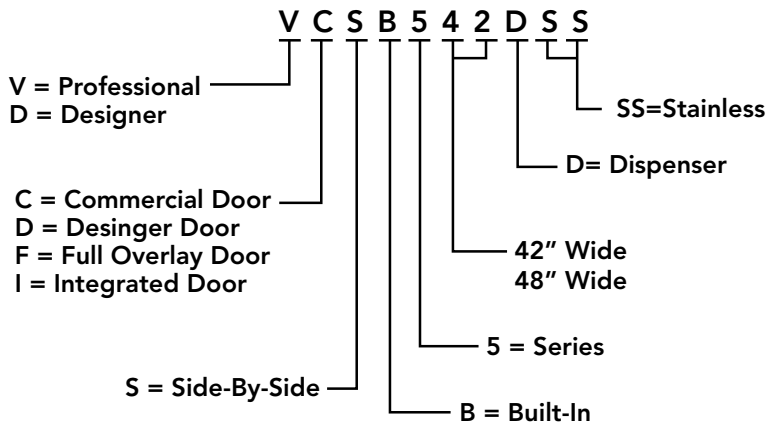 V C S B 5 4 2 D S S
V = Professional
D = Designer
SS=Stainless
D= Dispenser
C = Commercial Door
D = Desinger Door
F = Full Overlay Door
I = Integrated Door
42” Wide
48” Wide
5 = Series
S = Side-By-Side
B = Built-In